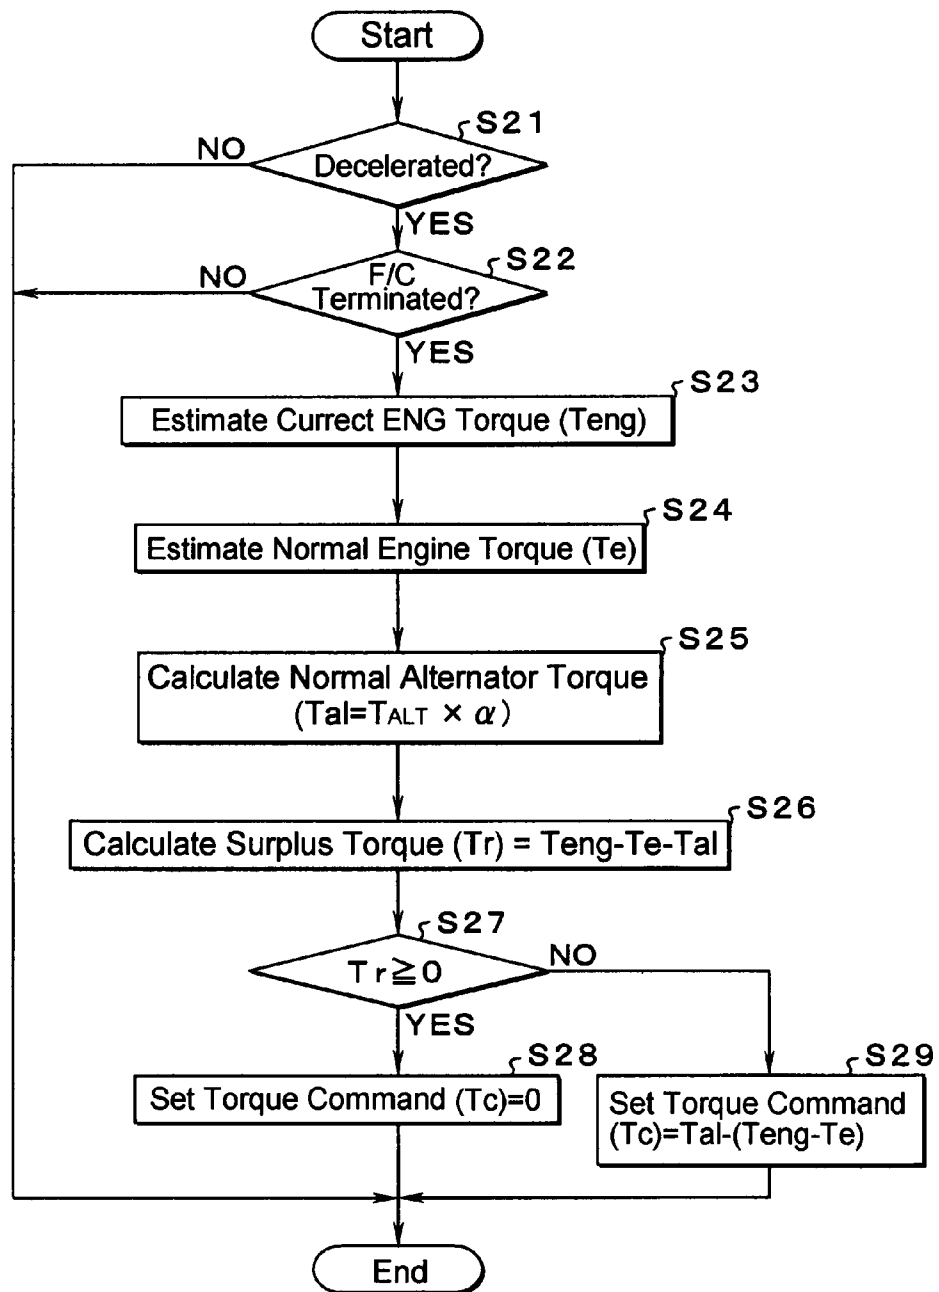 Start
S21
NO
Decelerated?
YES
S22
NO
F/C
Terminated?
YES
S23
Estimate Currect ENG Torque (Teng)
S24
Estimate Normal Engine Torque (Te)
S25
Calculate Normal Alternator Torque
(Tal=TALT × α)
S26
Calculate Surplus Torque (Tr) = Teng-Te-Tal
S27
Tr≧0
NO
YES
S28
Set Torque Command (Tc)=0
S29
Set Torque Command
(Tc)=Tal-(Teng-Te)
End